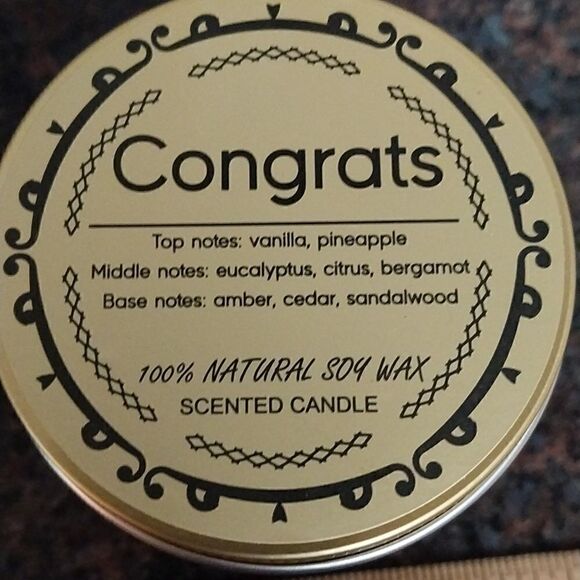 Congrats
Top notes: vanilla, pineapple
Middle notes: eucalyptus, citrus, bergamot
Base notes: amber, cedar, sandalwood
100% NATURAL SOY WAX
SCENTED CANDLE